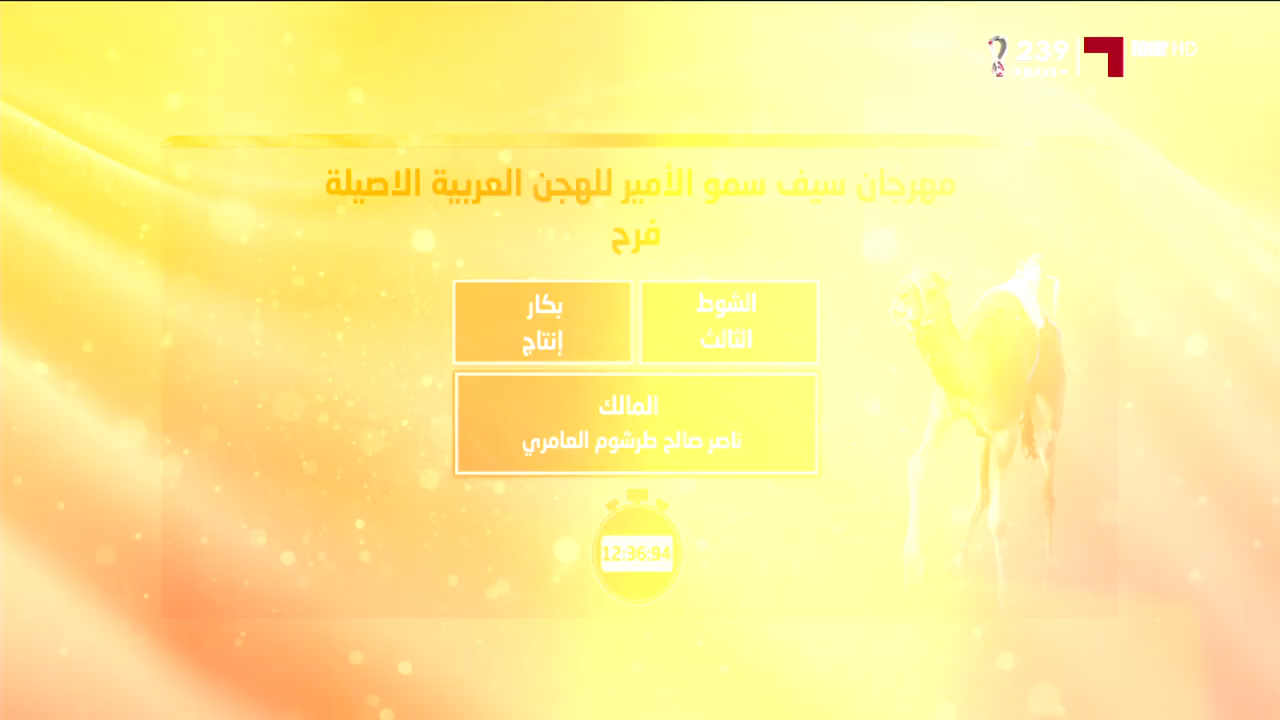 239
HD
مهرجان سيف سمو الأمير للهجن العربية الاصيلة
فرح
الشوط
الثالث
بكار
إنتاج
المالك
ناصر صالح طرشوم العامري
12:36:94